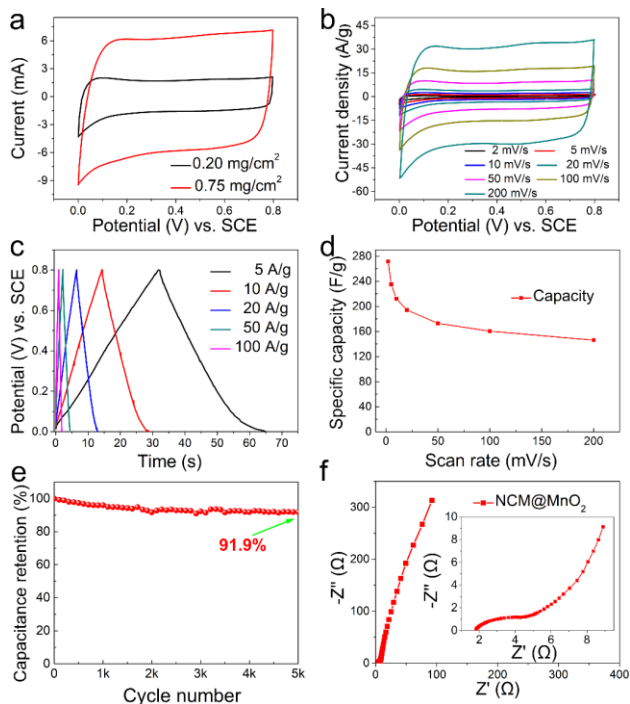 a
6
3
0
-3
-6
-9
Current (mA)
0.20 mg/cm²
0.75 mg/cm²
0.0 0.2 0.4 0.6 0.8
Potential (V) vs. SCE
b
45
30
15
0
-15
-30
-45
-60
Current density (A/g)
2 mV/s 5 mV/s
10 mV/s 20 mV/s
50 mV/s 100 mV/s
200 mV/s
0.0 0.2 0.4 0.6 0.8
Potential (V) vs. SCE
c
0.8
0.6
0.4
0.2
0.0
Potential (V) vs. SCE
5 A/g
10 A/g
20 A/g
50 A/g
100 A/g
0 10 20 30 40 50 60 70
Time (s)
d
280
240
200
160
120
80
40
0
Specific capacity (F/g)
Capacity
0 50 100 150 200
Scan rate (mV/s)
e
100
80
60
40
20
0
Capacitance retention (%)
91.9%
0 1k 2k 3k 4k 5k
Cycle number
f
300
200
100
0
-Z'' (Ω)
NCM@MnO₂
10
8
6
4
2
0
-Z'' (Ω)
2 4 6 8
Z' (Ω)
0 100 200 300 400
Z' (Ω)